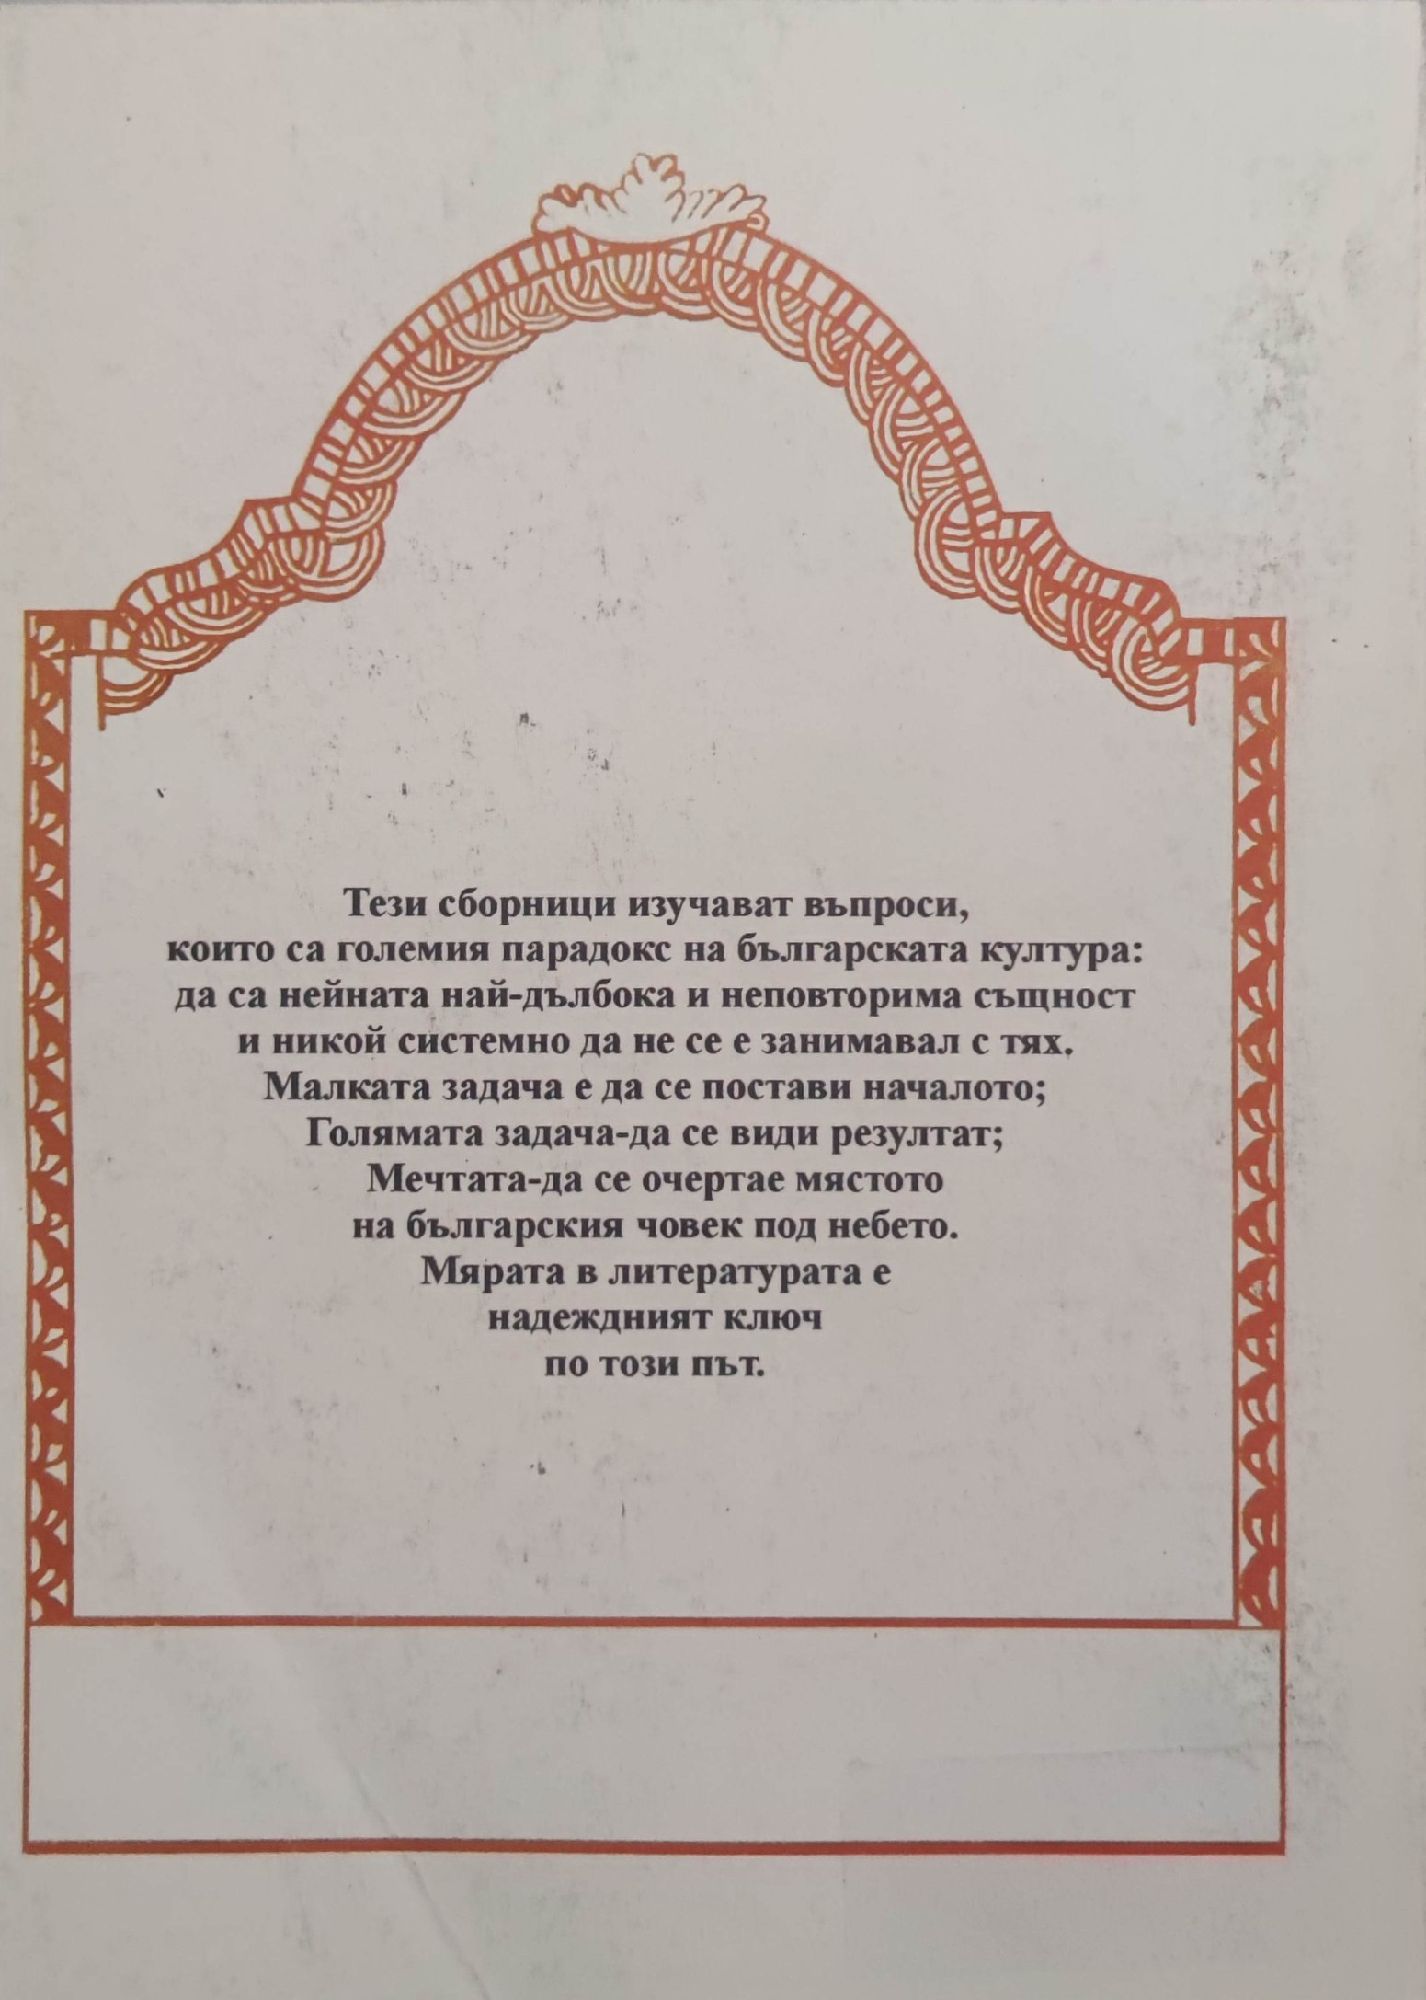 Тези сборници изучават въпроси,
които са големия парадокс на българската култура:
да са нейната най-дълбока и неповторима същност
и никой системно да не се е занимавал с тях.
Малката задача е да се постави началото;
Голямата задача-да се види резултат;
Мечтата-да се очертае мястото
на българския човек под небето.
Мярата в литературата е
надеждният ключ
по този път.